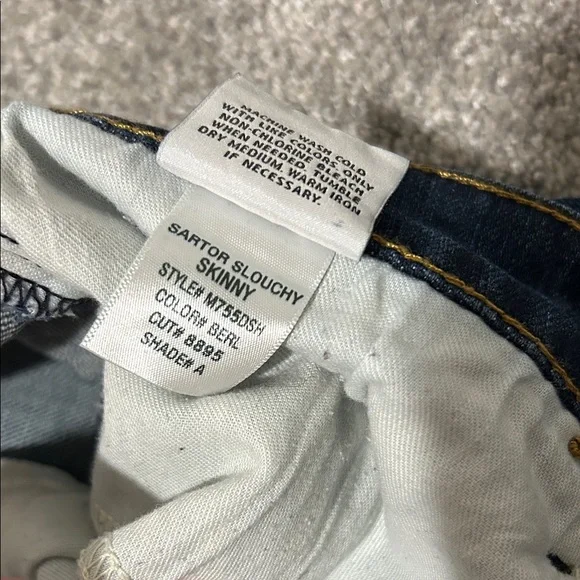 MACHINE WASH COLD
WITH LIKE COLORS. ONLY
NON-CHLORINE BLEACH
WHEN NEEDED. TUMBLE
DRY MEDIUM. WARM IRON
IF NECESSARY.
SARTOR SLOUCHY
SKINNY
STYLE# M755DSH
COLOR# BERL
CUT# 8895
SHADE# A